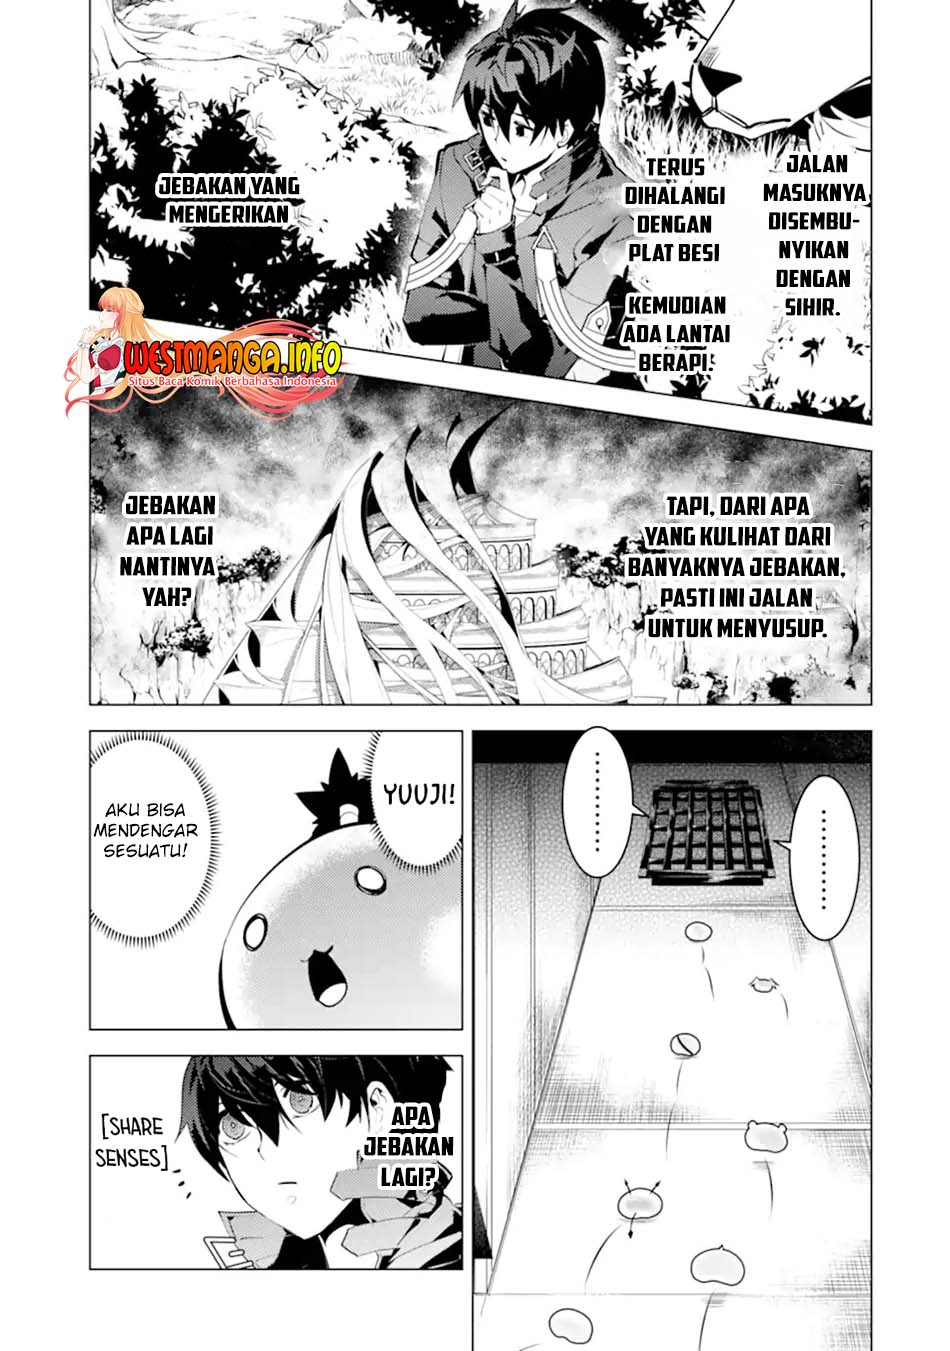 JALAN
MASUKNYA
DISEMBU-
NYIKAN
DENGAN
SIHIR.
TERUS
DIHALANGI
DENGAN
PLAT BESI
KEMUDIAN
ADA LANTAI
BERAPI.
JEBAKAN YANG
MENGERIKAN
WESTMANGA.INFO
Situs Baca Komik Berbahasa Indonesia
TAPI, DARI APA
YANG KULIHAT DARI
BANYAKNYA JEBAKAN,
PASTI INI JALAN
UNTUK MENYUSUP.
JEBAKAN
APA LAGI
NANTINYA
YAH?
........
........
YUUJI!
AKU BISA
MENDENGAR
SESUATU!
APA
JEBAKAN
LAGI?
[SHARE
SENSES]